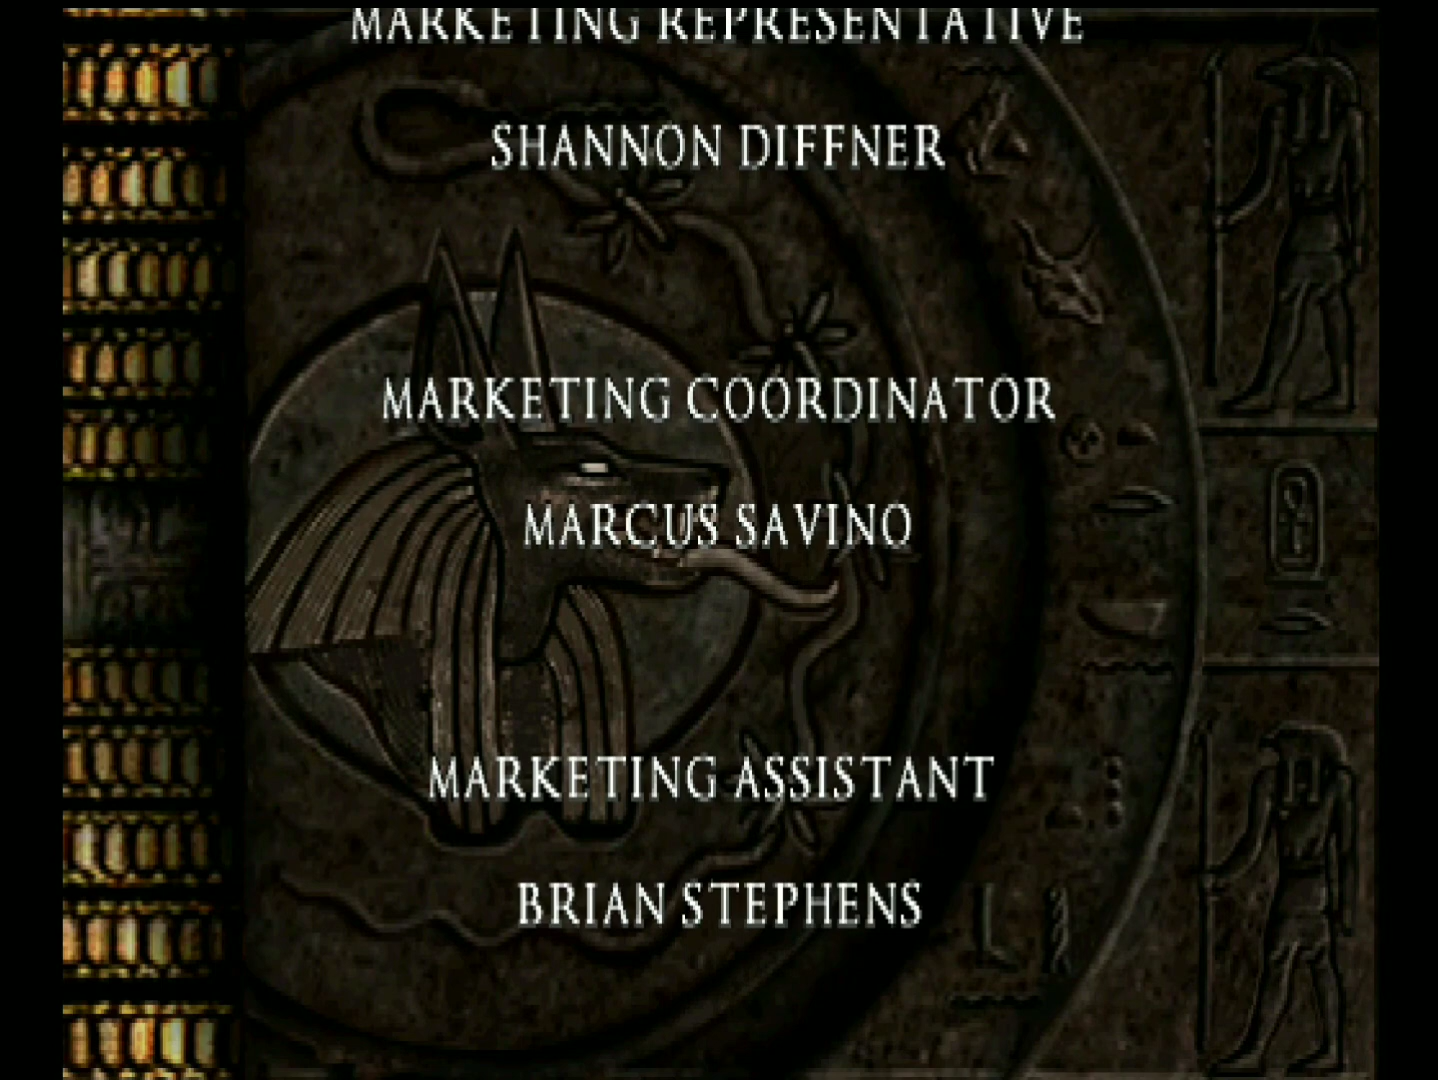 MARKETING REPRESENTATIVE
SHANNON DIFFNER
MARKETING COORDINATOR
MARCUS SAVINO
MARKETING ASSISTANT
BRIAN STEPHENS